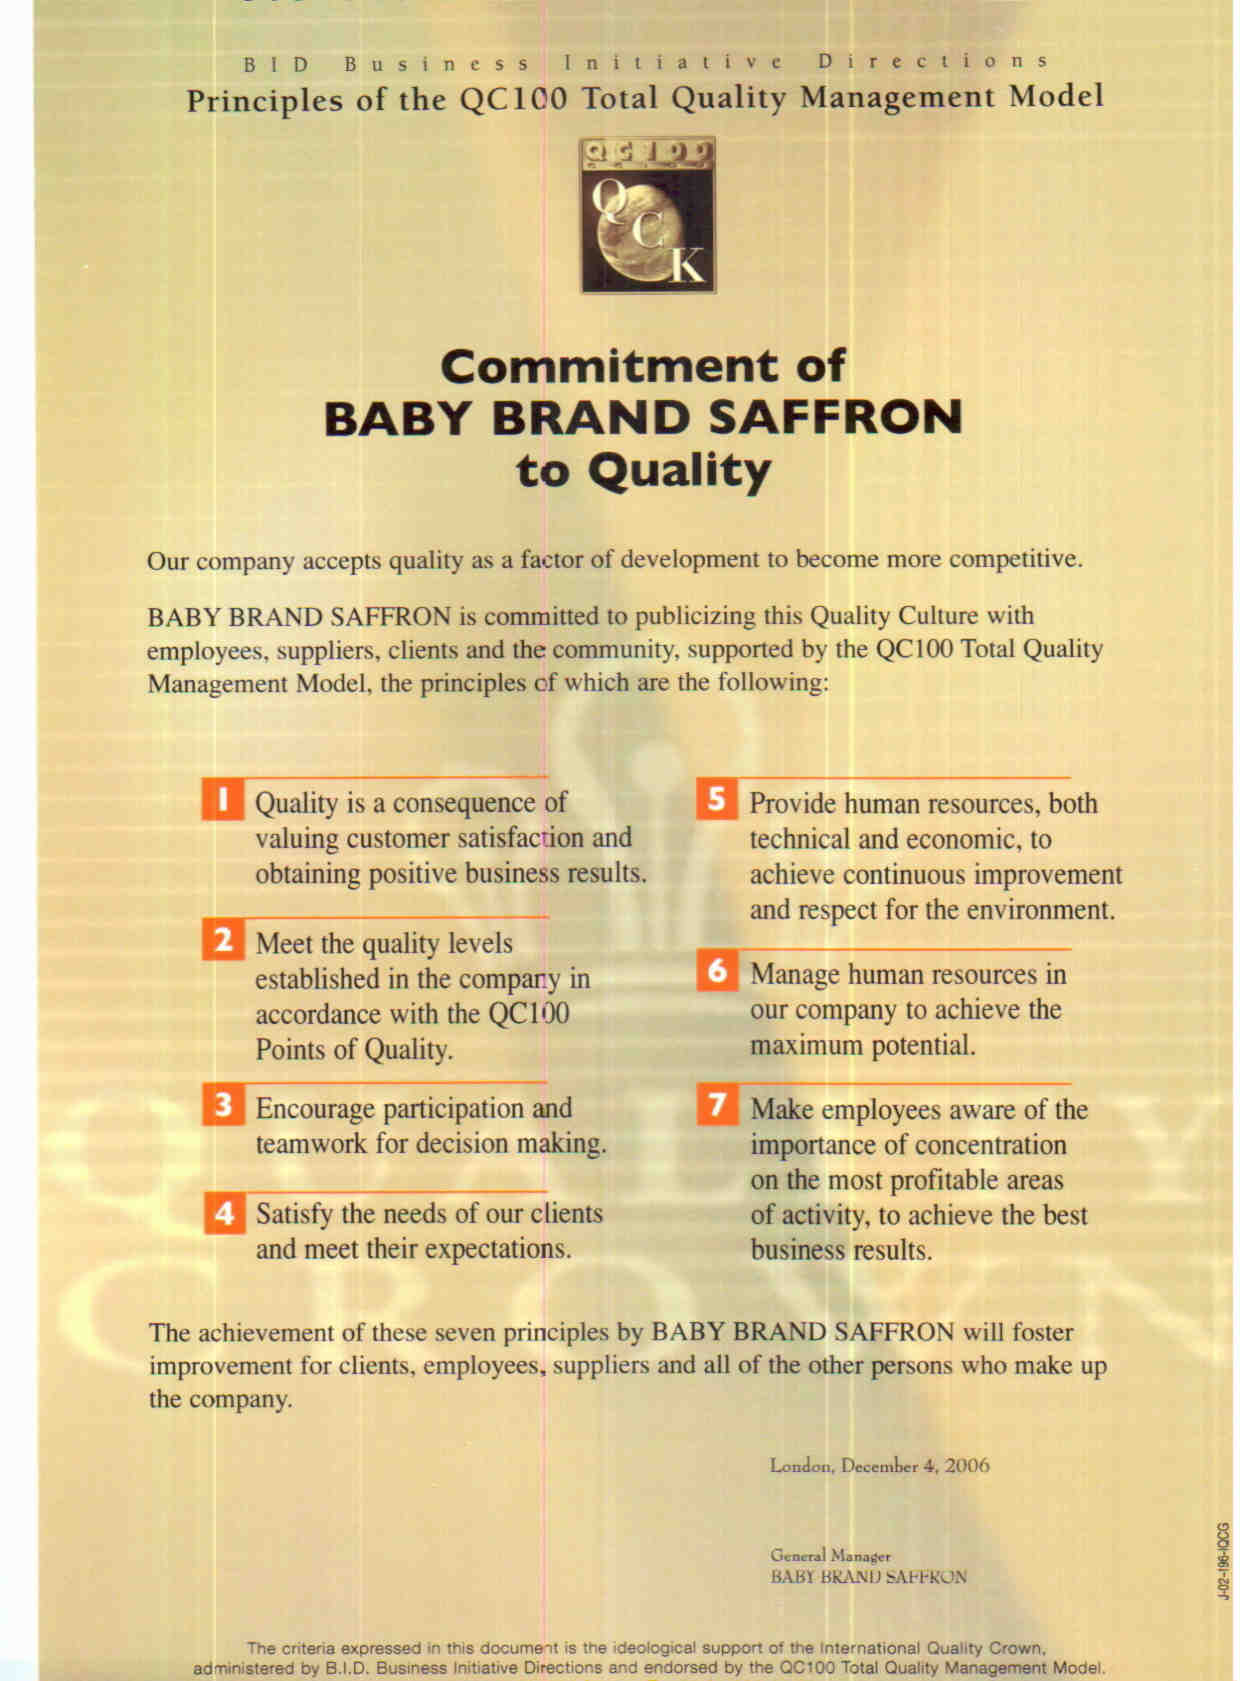 BID Business Initiative Directions
Principles of the QC100 Total Quality Management Model
QC100
Q
C
K
Commitment of
BABY BRAND SAFFRON
to Quality
Our company accepts quality as a factor of development to become more competitive.
BABY BRAND SAFFRON is committed to publicizing this Quality Culture with
employees, suppliers, clients and the community, supported by the QC100 Total Quality
Management Model, the principles of which are the following:
1 Quality is a consequence of
valuing customer satisfaction and
obtaining positive business results.
2 Meet the quality levels
established in the company in
accordance with the QC100
Points of Quality.
3 Encourage participation and
teamwork for decision making.
4 Satisfy the needs of our clients
and meet their expectations.
5 Provide human resources, both
technical and economic, to
achieve continuous improvement
and respect for the environment.
6 Manage human resources in
our company to achieve the
maximum potential.
7 Make employees aware of the
importance of concentration
on the most profitable areas
of activity, to achieve the best
business results.
QUALITY
CROWN
The achievement of these seven principles by BABY BRAND SAFFRON will foster
improvement for clients, employees, suppliers and all of the other persons who make up
the company.
London, December 4, 2006
General Manager
BABY BRAND SAFFRON
J-02-196-IQCG
The criteria expressed in this document is the ideological support of the International Quality Crown,
administered by B.I.D. Business Initiative Directions and endorsed by the QC100 Total Quality Management Model.